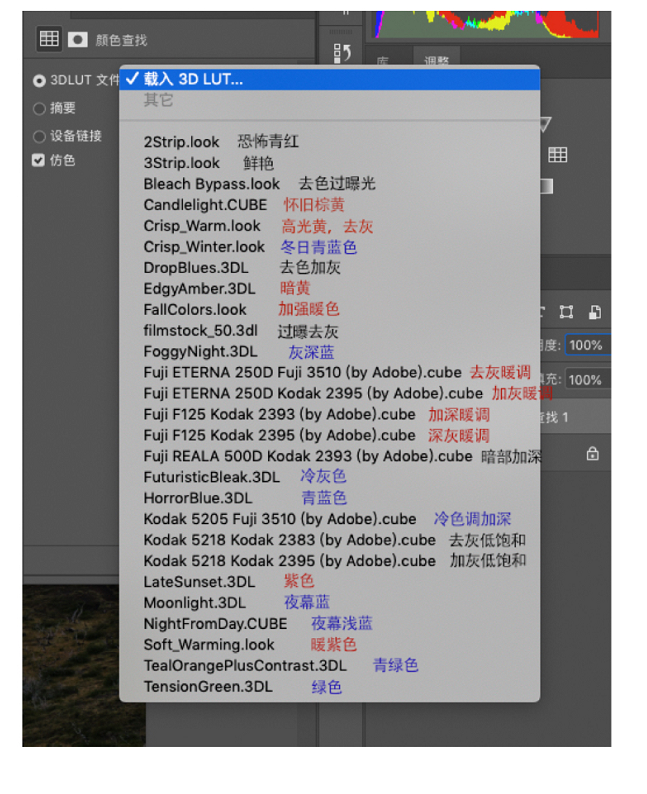 颜色查找
库 调整
3DLUT 文件
✓ 载入 3D LUT...
其它
摘要
设备链接
仿色
2Strip.look 恐怖青红
3Strip.look 鲜艳
Bleach Bypass.look 去色过曝光
Candlelight.CUBE 怀旧棕黄
Crisp_Warm.look 高光黄，去灰
Crisp_Winter.look 冬日青蓝色
DropBlues.3DL 去色加灰
EdgyAmber.3DL 暗黄
FallColors.look 加强暖色
filmstock_50.3dl 过曝去灰
FoggyNight.3DL 灰深蓝
度: 100%
Fuji ETERNA 250D Fuji 3510 (by Adobe).cube 去灰暖调
填充: 100%
Fuji ETERNA 250D Kodak 2395 (by Adobe).cube 加灰暖调
Fuji F125 Kodak 2393 (by Adobe).cube 加深暖调
查找 1
Fuji F125 Kodak 2395 (by Adobe).cube 深灰暖调
Fuji REALA 500D Kodak 2393 (by Adobe).cube 暗部加深
FuturisticBleak.3DL 冷灰色
HorrorBlue.3DL 青蓝色
Kodak 5205 Fuji 3510 (by Adobe).cube 冷色调加深
Kodak 5218 Kodak 2383 (by Adobe).cube 去灰低饱和
Kodak 5218 Kodak 2395 (by Adobe).cube 加灰低饱和
LateSunset.3DL 紫色
Moonlight.3DL 夜幕蓝
NightFromDay.CUBE 夜幕浅蓝
Soft_Warming.look 暖紫色
TealOrangePlusContrast.3DL 青绿色
TensionGreen.3DL 绿色